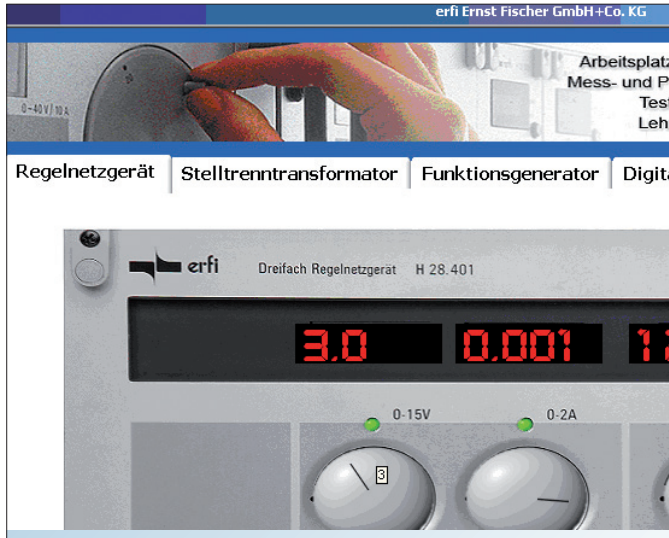 erfi Ernst Fischer GmbH+Co. KG
Arbeitsplatz
Mess- und P
Test
Leh
0-40V/10A
Regelnetzgerät Stelltrenntransformator Funktionsgenerator Digita
erfi Dreifach Regelnetzgerät H 28.401
3.0 0.001
0-15V 0-2A
3